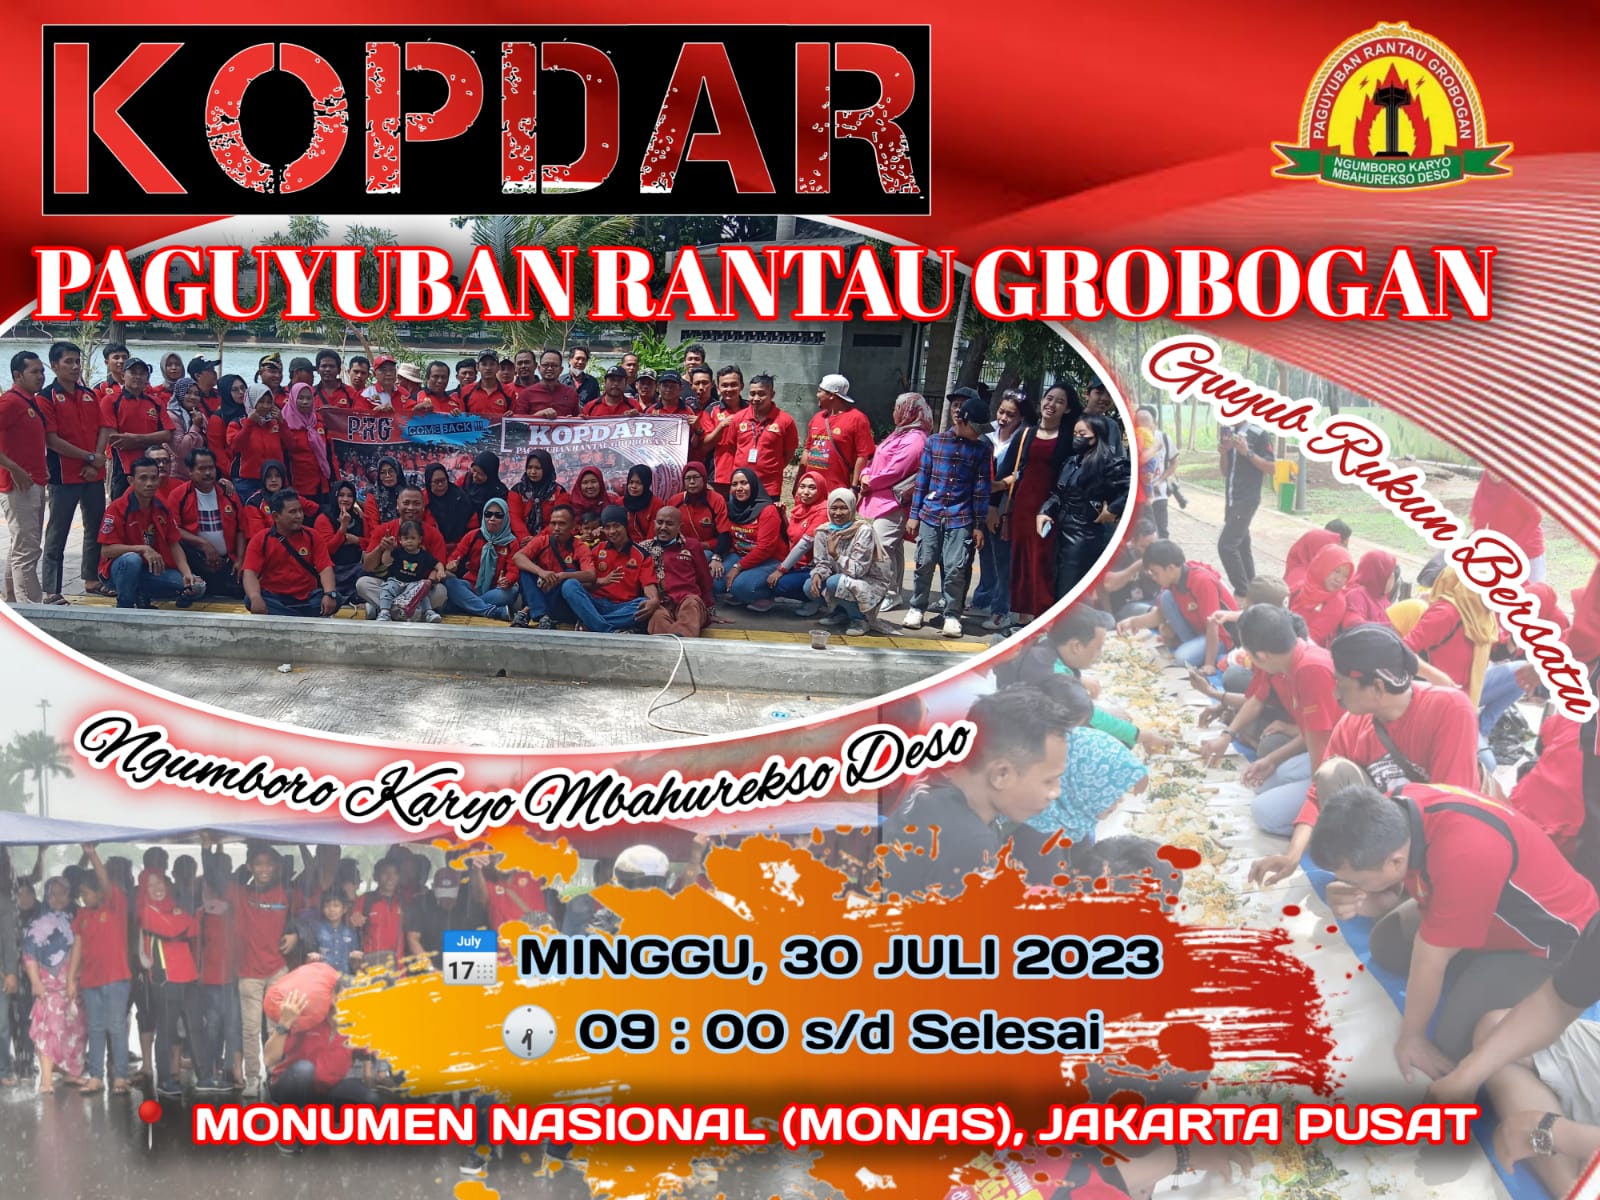 KOPDAR
PAGUYUBAN RANTAU GROBOGAN
NGUMBORO KARYO
MBAHUREKSO DESO
PAGUYUBAN RANTAU GROBOGAN
PRG
COME BACK !!!
KOPDAR
PAGUYUBAN RANTAU GROBOGAN
Guyub Rukun Bersatu
Ngumboro Karyo Mbahurekso Deso
July
17
MINGGU, 30 JULI 2023
09 : 00 s/d Selesai
MONUMEN NASIONAL (MONAS), JAKARTA PUSAT